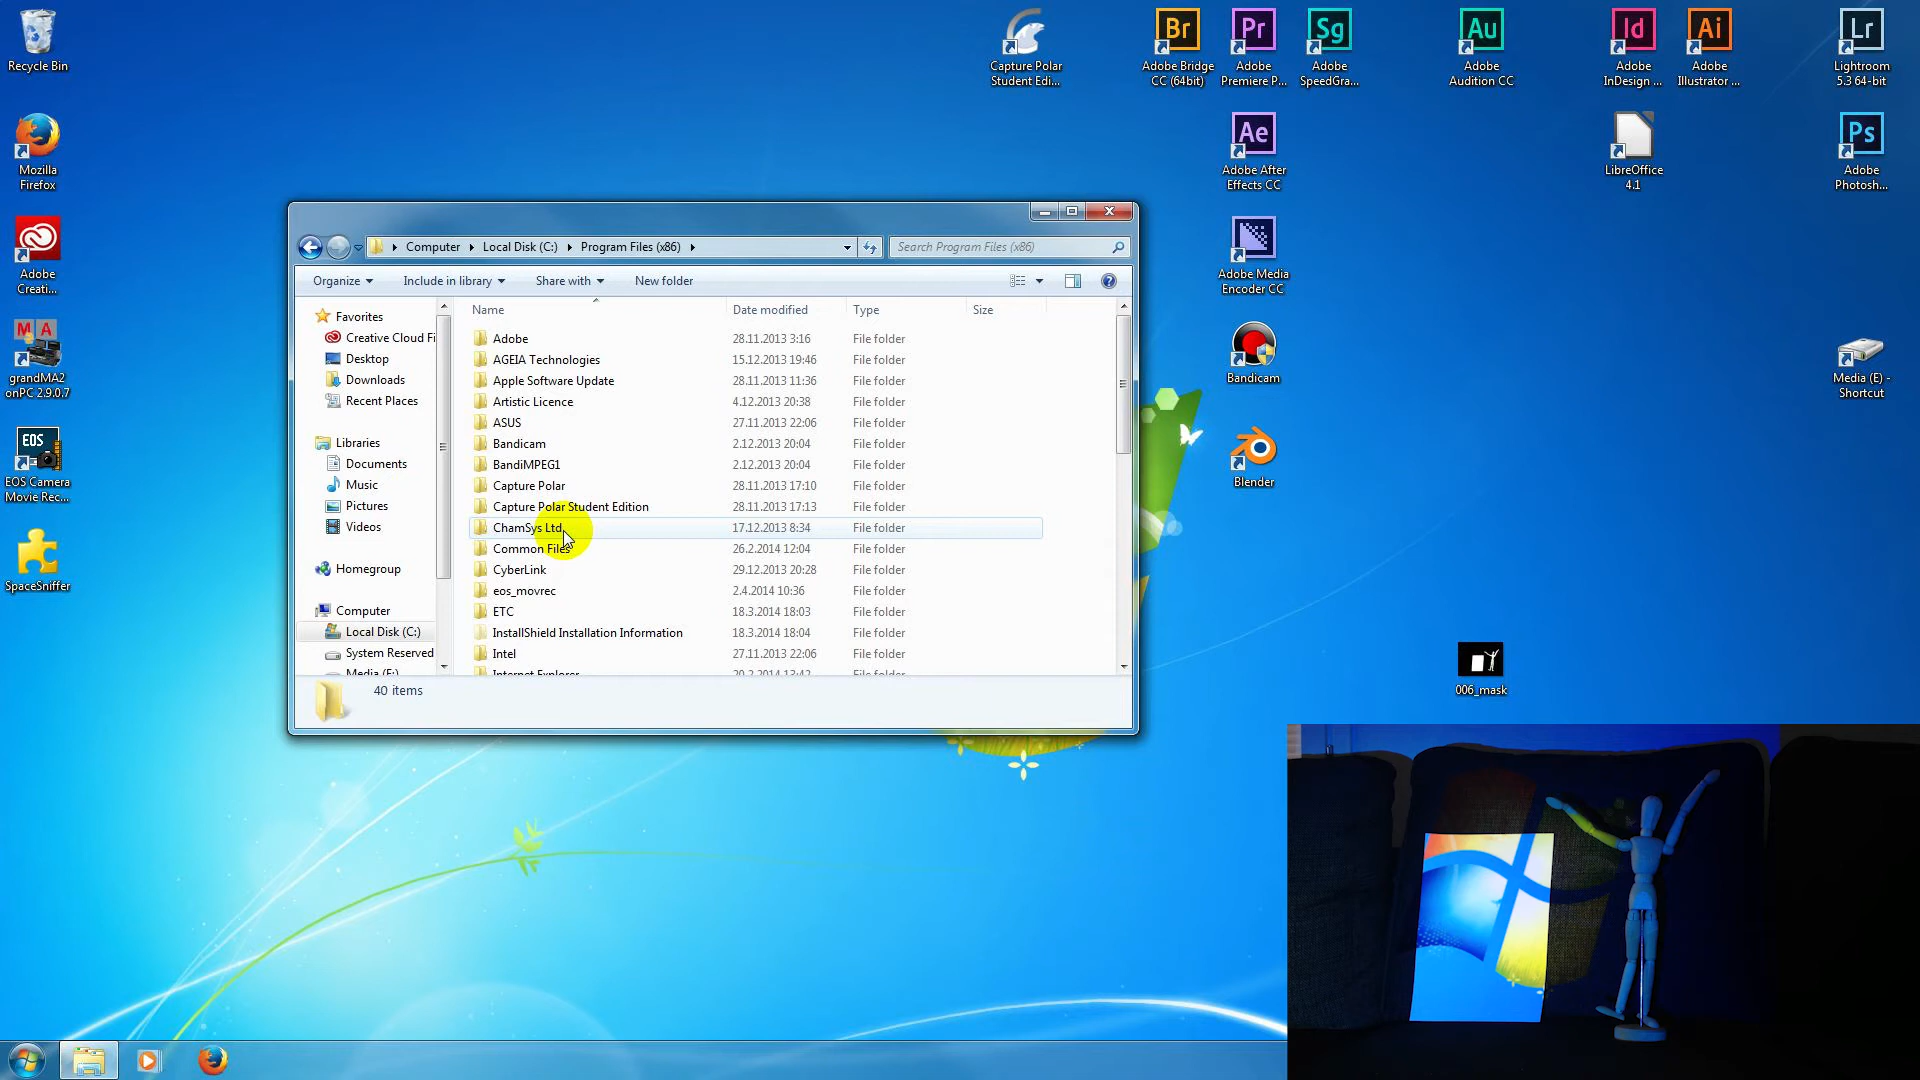 Recycle Bin
Mozilla
Firefox
Adobe
Creati...
MA
grandMA2
onPC 2.9.0.7
EOS
EOS Camera
Movie Rec...
SpaceSniffer
Capture Polar
Student Edi...
Br
Adobe Bridge
CC (64bit)
Pr
Adobe
Premiere P...
Sg
Adobe
SpeedGra...
Au
Adobe
Audition CC
Id
Adobe
InDesign ...
Ai
Adobe
Illustrator ...
Lr
Lightroom
5.3 64-bit
Ae
Adobe After
Effects CC
LibreOffice
4.1
Ps
Adobe
Photosh...
Adobe Media
Encoder CC
Bandicam
Media (E) -
Shortcut
Blender
006_mask
Computer
Local Disk (C:)
Program Files (x86)
Search Program Files (x86)
Organize
Include in library
Share with
New folder
Favorites
Creative Cloud Fi
Desktop
Downloads
Recent Places
Libraries
Documents
Music
Pictures
Videos
Homegroup
Computer
Local Disk (C:)
System Reserved
Media (E:)
Name Date modified Type Size
Adobe 28.11.2013 3:16 File folder
AGEIA Technologies 15.12.2013 19:46 File folder
Apple Software Update 28.11.2013 11:36 File folder
Artistic Licence 4.12.2013 20:38 File folder
ASUS 27.11.2013 22:06 File folder
Bandicam 2.12.2013 20:04 File folder
BandiMPEG1 2.12.2013 20:04 File folder
Capture Polar 28.11.2013 17:10 File folder
Capture Polar Student Edition 28.11.2013 17:13 File folder
ChamSys Ltd 17.12.2013 8:34 File folder
Common Files 26.2.2014 12:04 File folder
CyberLink 29.12.2013 20:28 File folder
eos_movrec 2.4.2014 10:36 File folder
ETC 18.3.2014 18:03 File folder
InstallShield Installation Information 18.3.2014 18:04 File folder
Intel 27.11.2013 22:06 File folder
Internet Explorer 20.2.2014 13:42 File folder
40 items